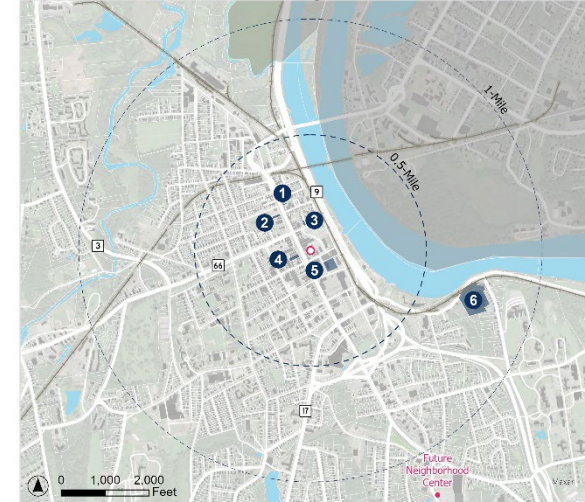 1-Mile
0.5-Mile
1
9
2
3
3
4
66
5
6
17
Future
Neighborhood
Center
Maxar
0 1,000 2,000
Feet